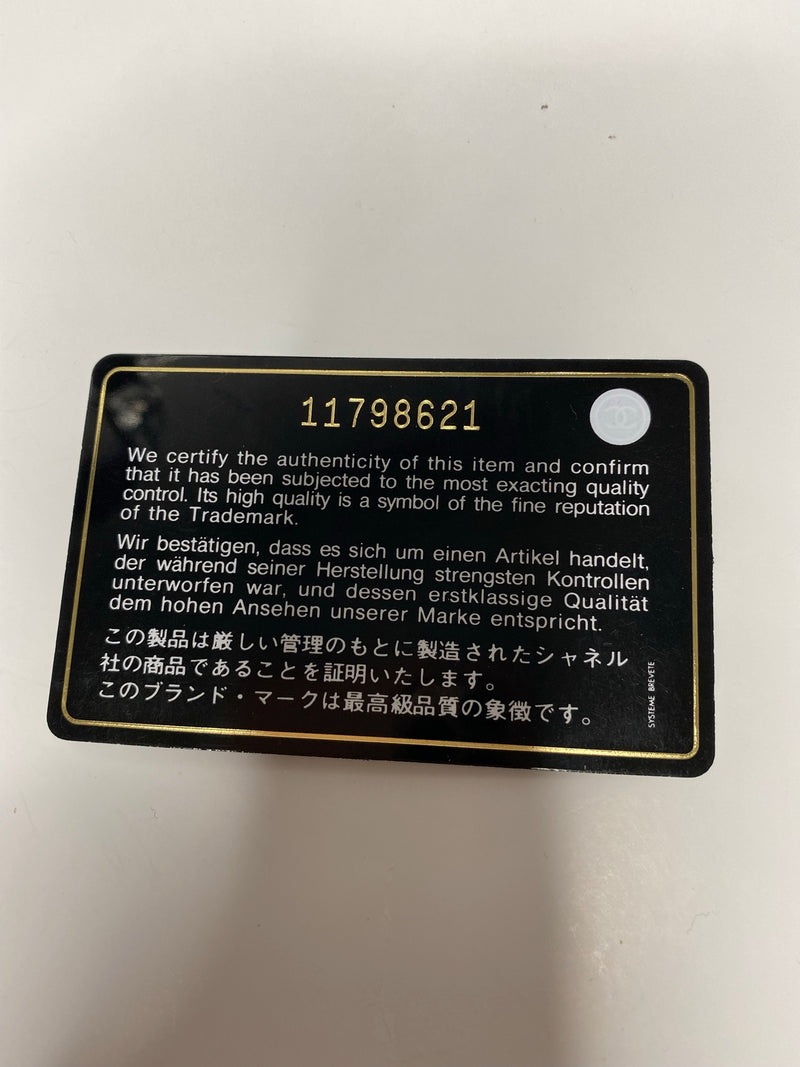 11798621
We certify the authenticity of this item and confirm
that it has been subjected to the most exacting quality
control. Its high quality is a symbol of the fine reputation
of the Trademark.
Wir bestätigen, dass es sich um einen Artikel handelt,
der während seiner Herstellung strengsten Kontrollen
unterworfen war, und dessen erstklassige Qualität
dem hohen Ansehen unserer Marke entspricht.
この製品は厳しい管理のもとに製造されたシャネル
社の商品であることを証明いたします。
このブランド・マークは最高級品質の象徴です。
SYSTEME BREVETE